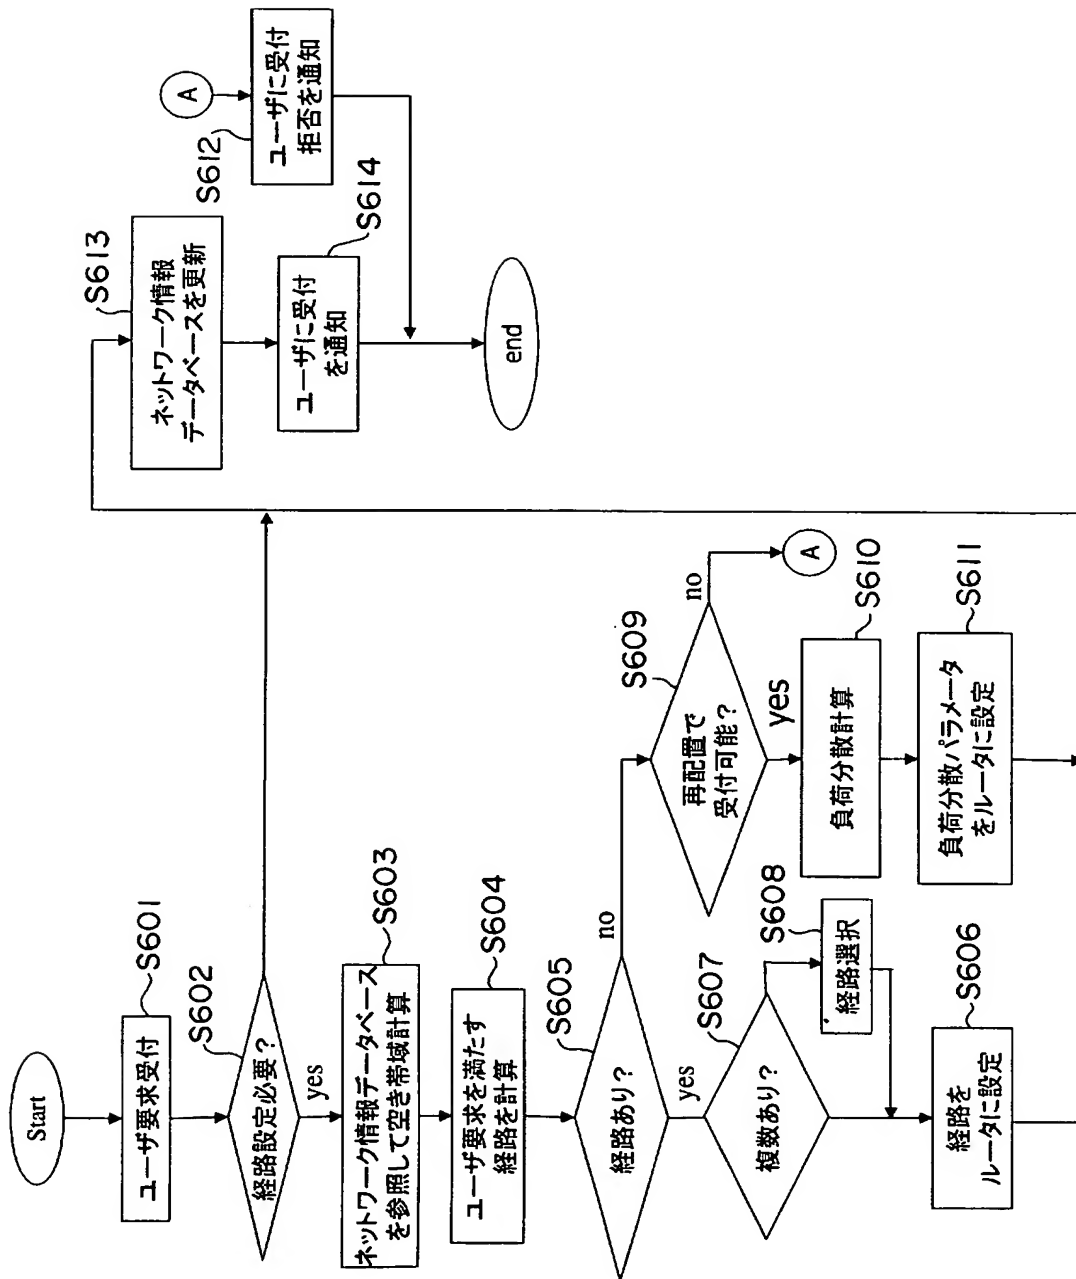 Start
S601
ユーザ要求受付
S602
経路設定必要?
yes
S603
ネットワーク情報データベース
を参照して空き帯域計算
S604
ユーザ要求を満たす
経路を計算
S605
経路あり?
no
yes
S607
複数あり?
S608
経路選択
S606
経路を
ルータに設定
S609
再配置で
受付可能?
no
A
yes
S610
負荷分散計算
S611
負荷分散パラメータ
をルータに設定
S613
ネットワーク情報
データベースを更新
S614
ユーザに受付
を通知
A
S612
ユーザに受付
拒否を通知
end